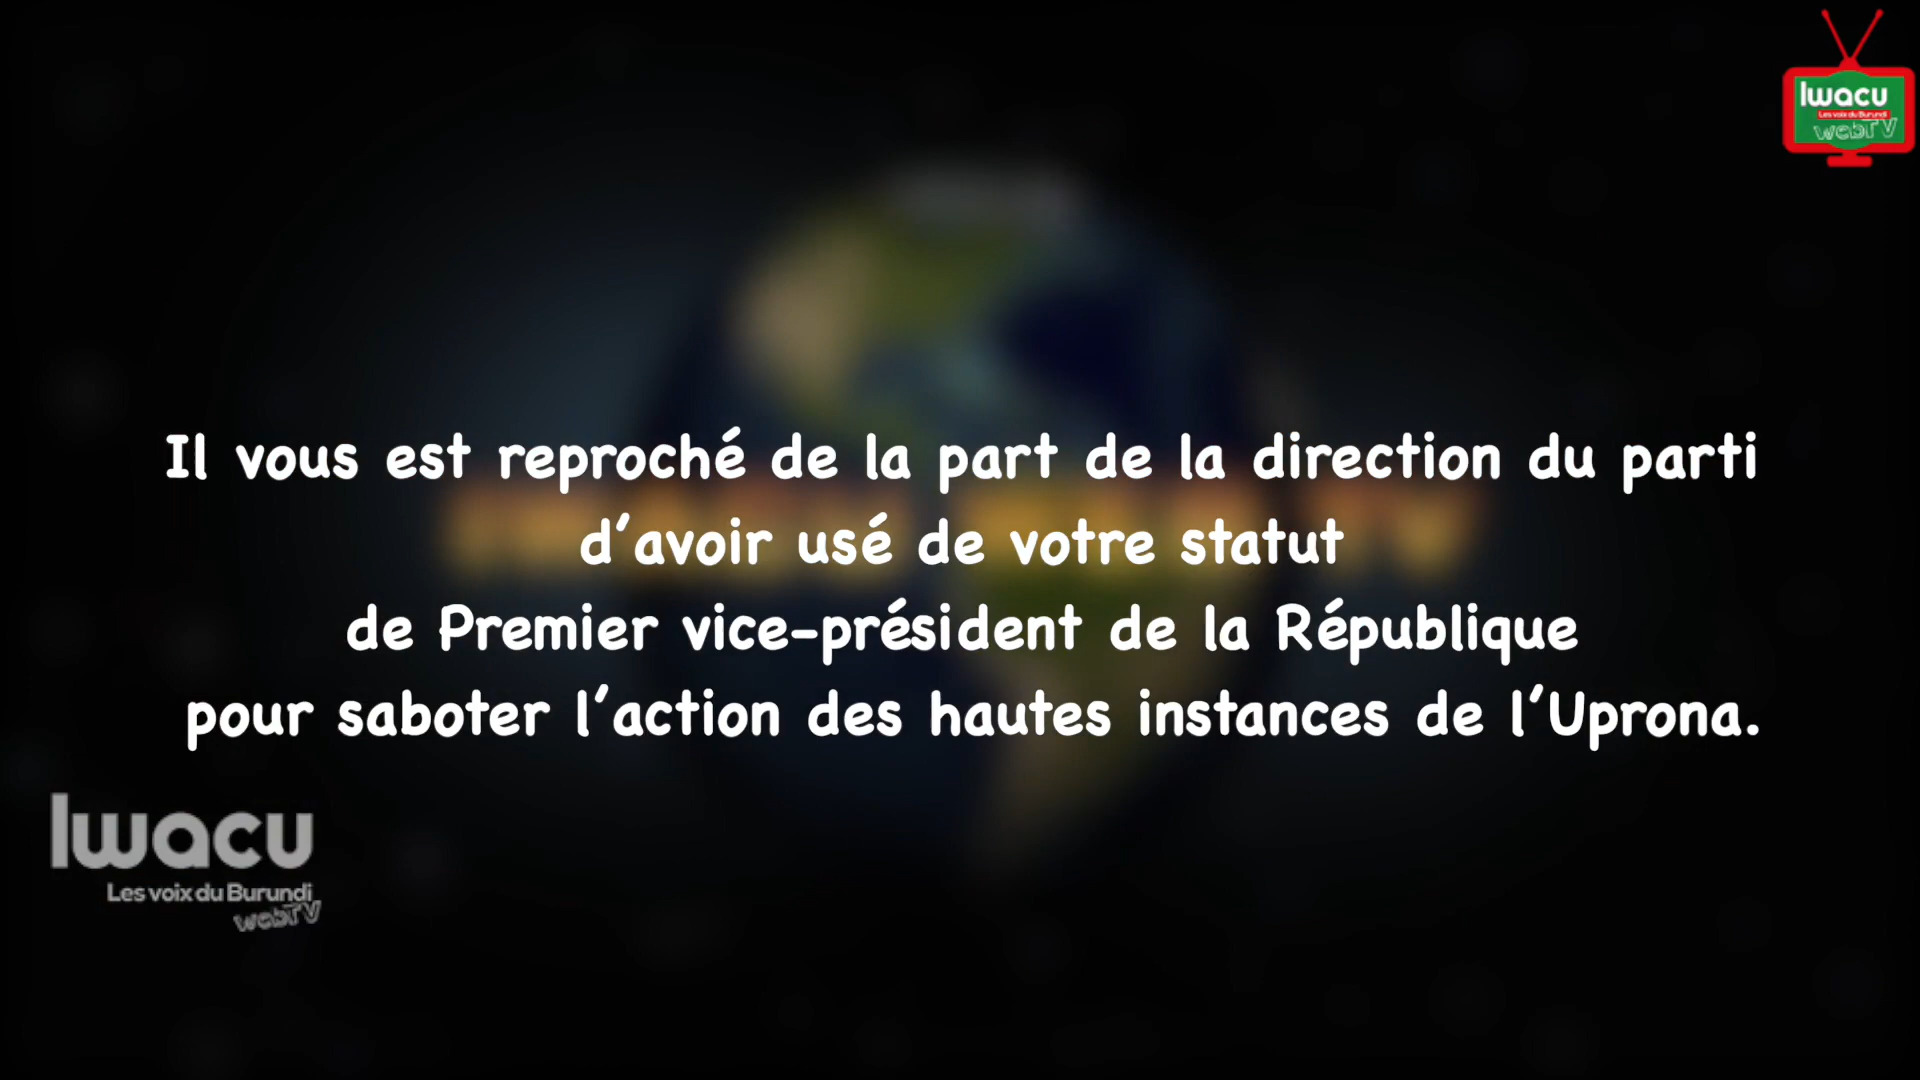 Iwacu
Les voix du Burundi
webTV
Il vous est reproché de la part de la direction du parti
d'avoir usé de votre statut
de Premier vice-président de la République
pour saboter l'action des hautes instances de l'Uprona.
Iwacu
Les voix du Burundi
webTV